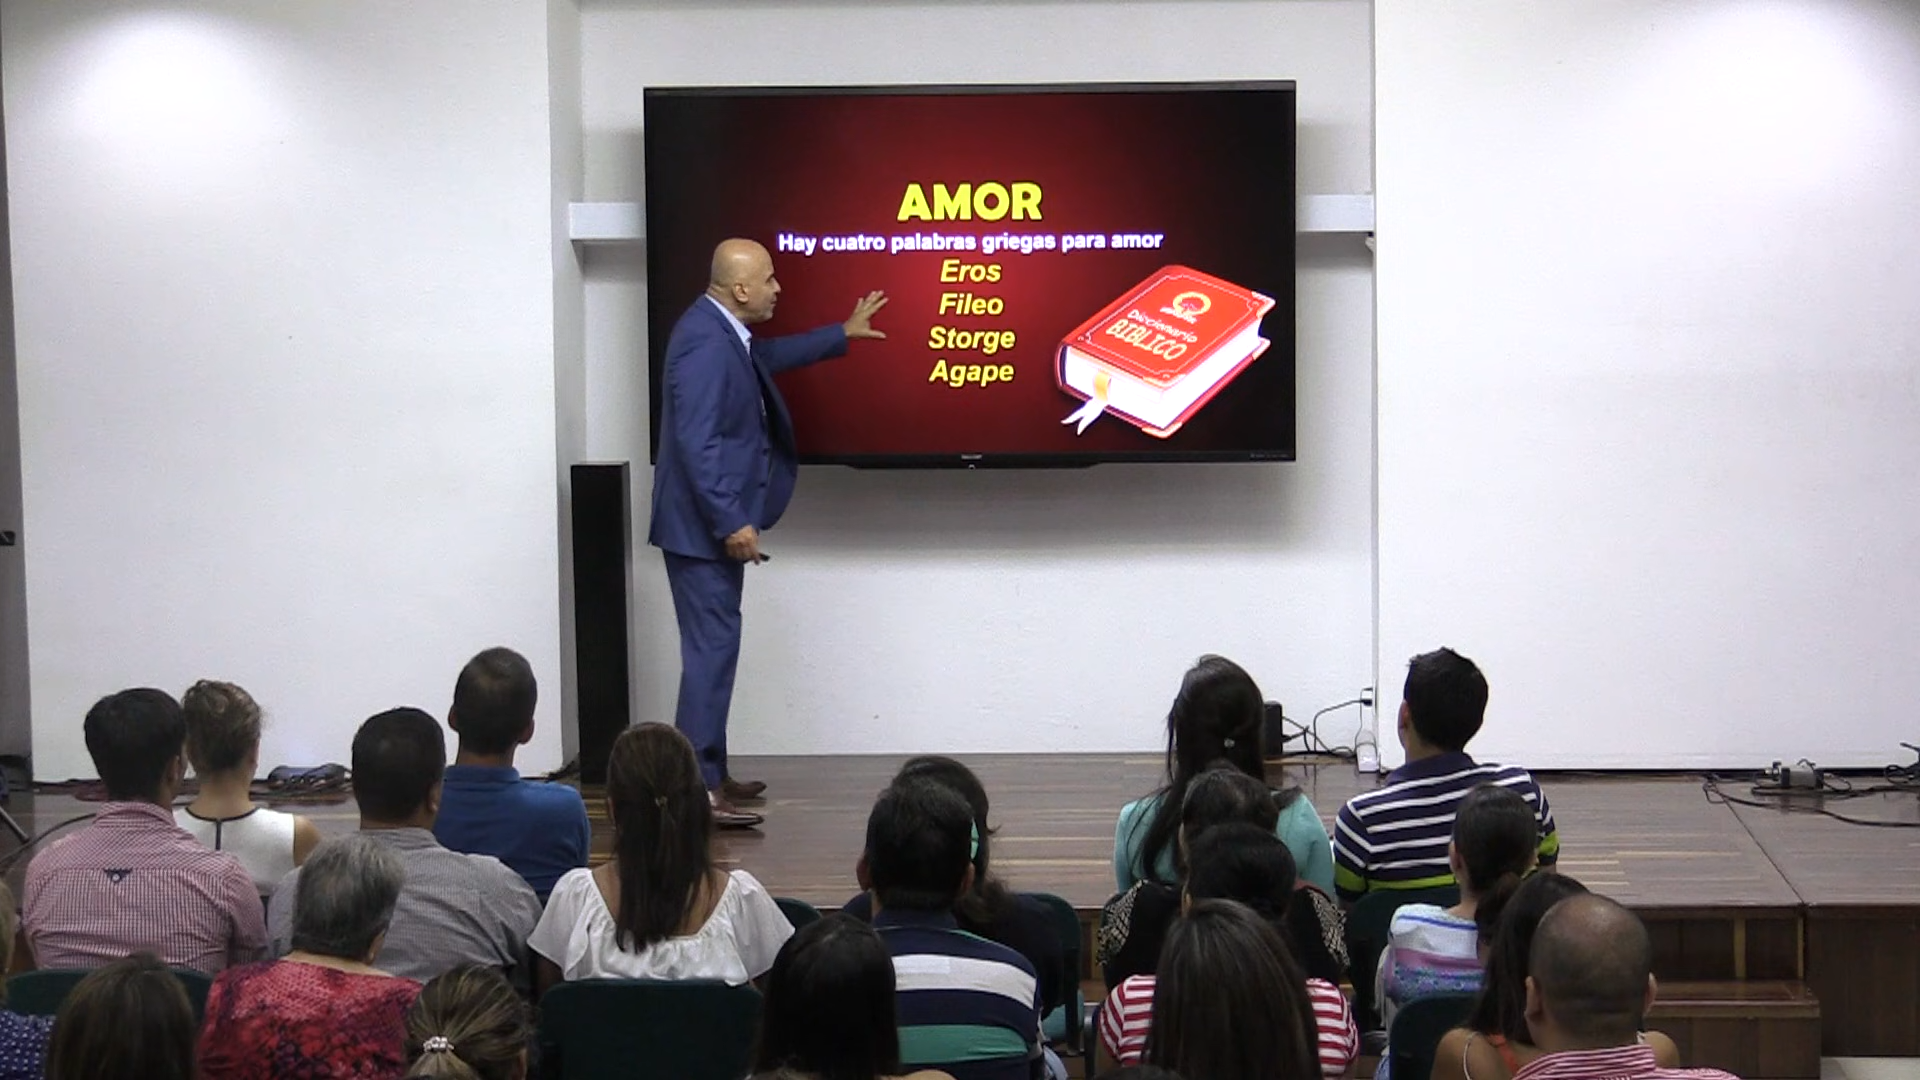 AMOR
Hay cuatro palabras griegas para amor
Eros
Fileo
Storge
Agape
Diccionario
BIBLICO